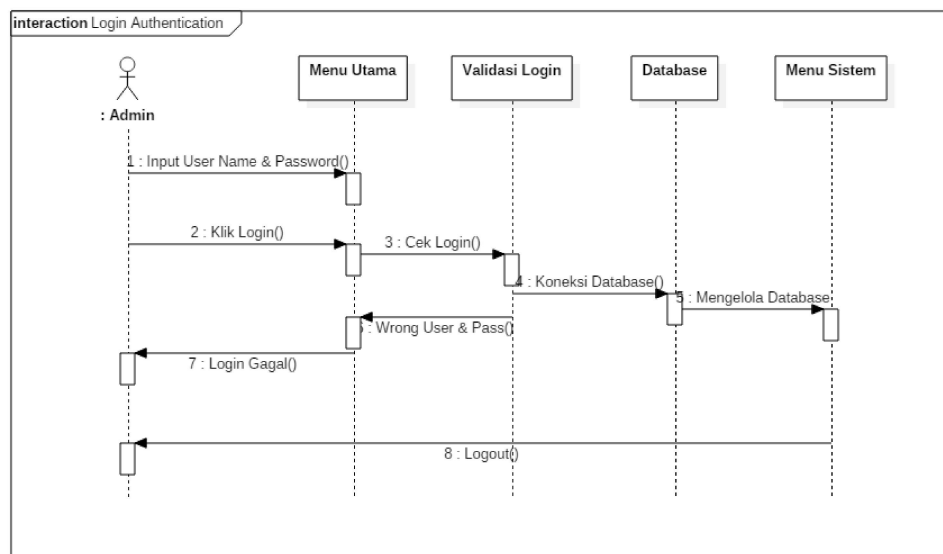 interaction Login Authentication
Menu Utama
Validasi Login
Database
Menu Sistem
: Admin
1 : Input User Name & Password()
2 : Klik Login()
3 : Cek Login()
4 : Koneksi Database()
5 : Mengelola Database
6 : Wrong User & Pass()
7 : Login Gagal()
8 : Logout()